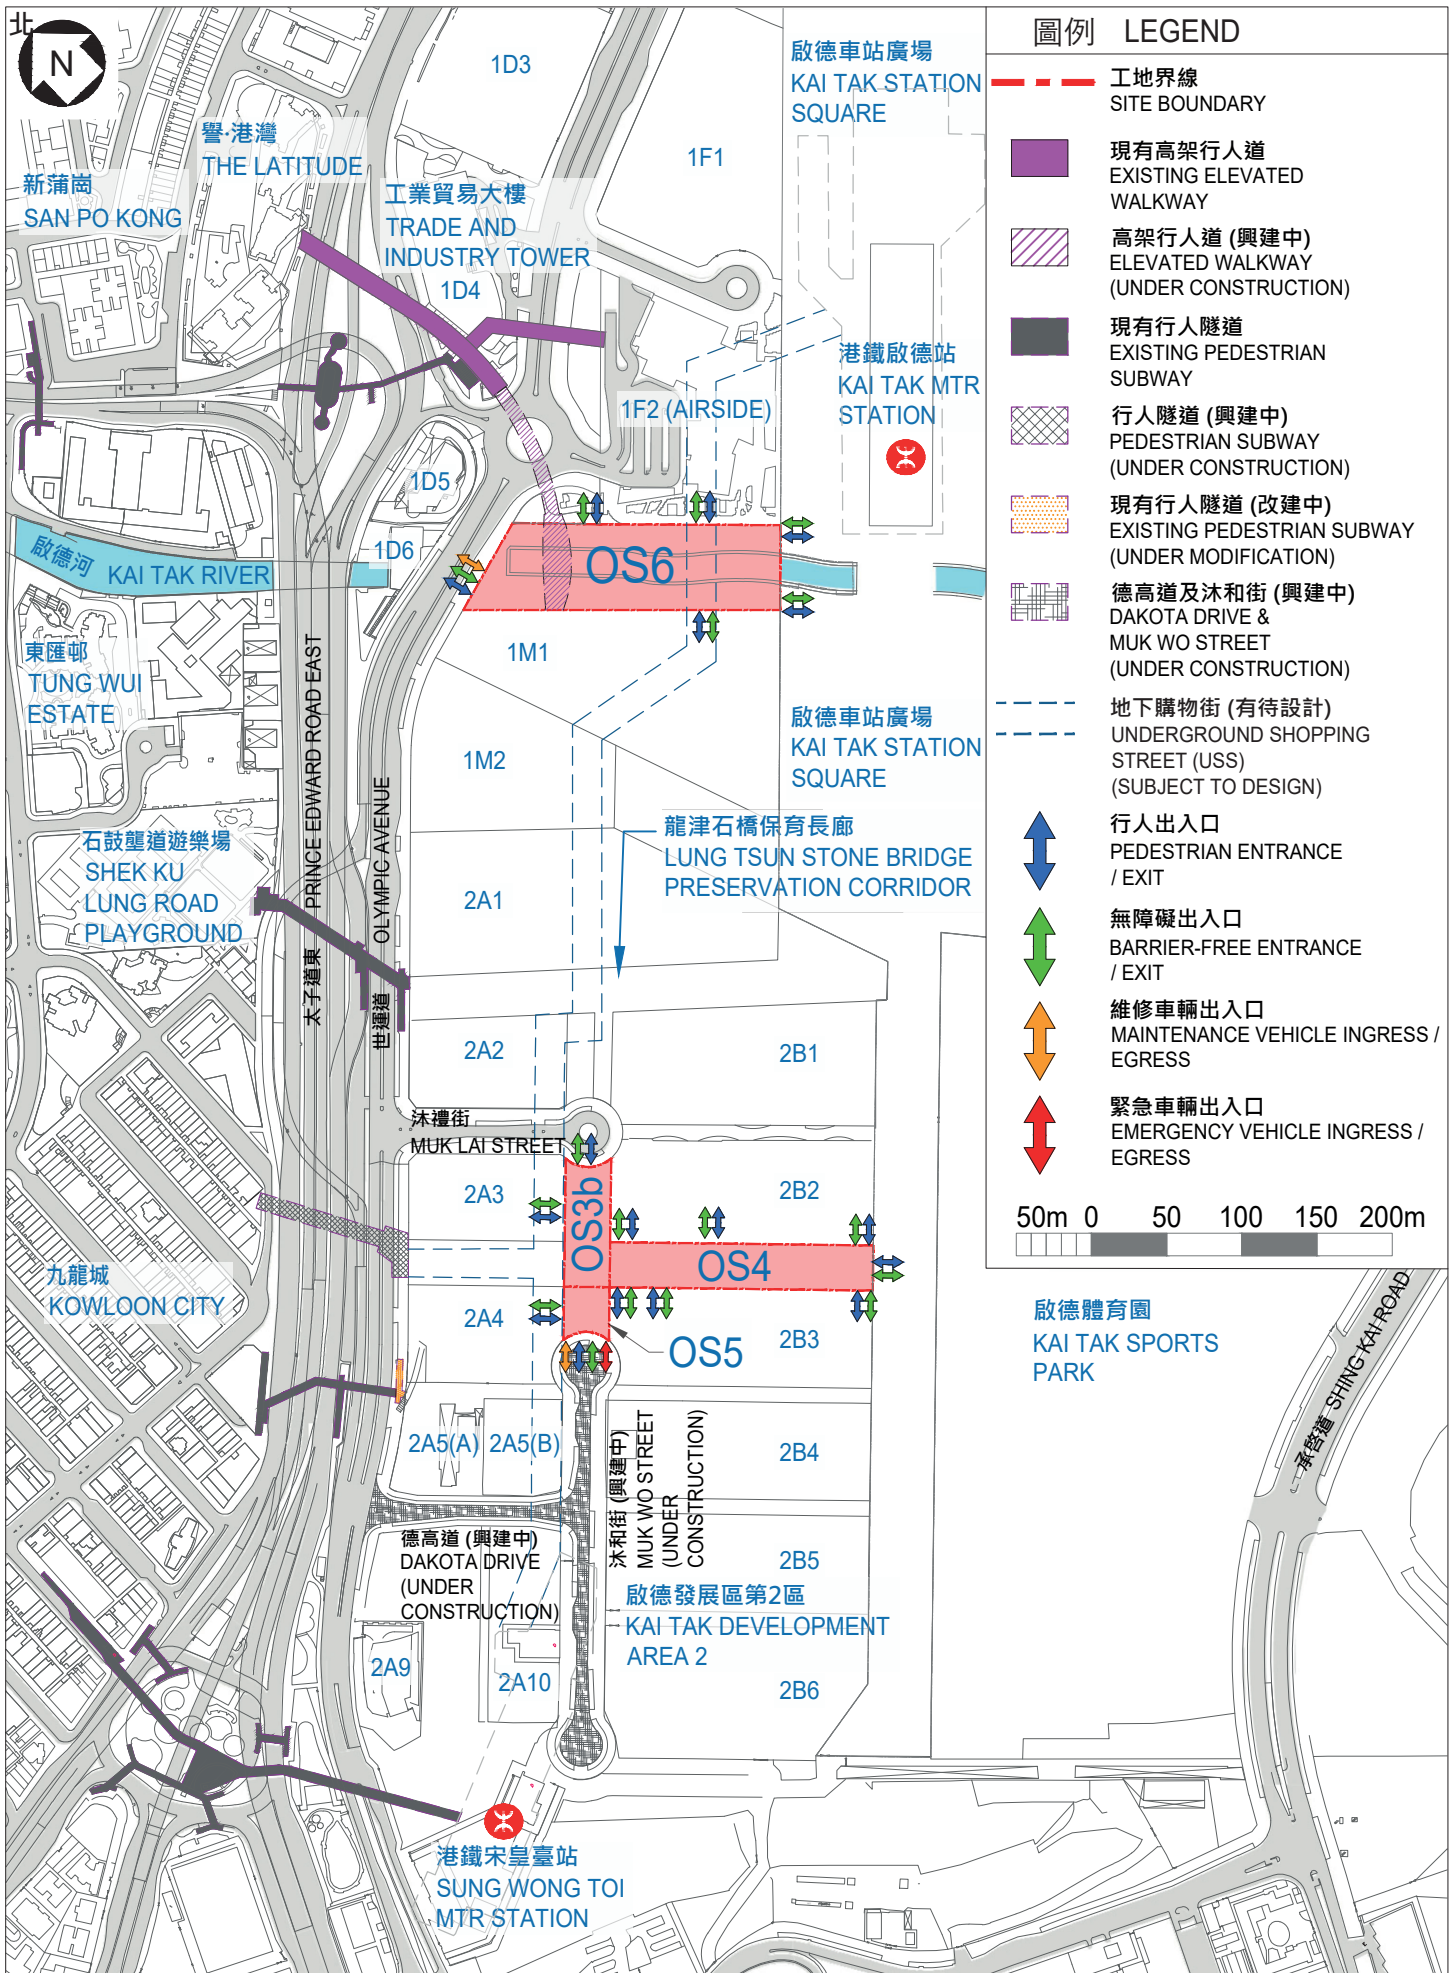 北
N
圖例 LEGEND
工地界線
SITE BOUNDARY
現有高架行人道
EXISTING ELEVATED
WALKWAY
高架行人道 (興建中)
ELEVATED WALKWAY
(UNDER CONSTRUCTION)
現有行人隧道
EXISTING PEDESTRIAN
SUBWAY
行人隧道 (興建中)
PEDESTRIAN SUBWAY
(UNDER CONSTRUCTION)
現有行人隧道 (改建中)
EXISTING PEDESTRIAN SUBWAY
(UNDER MODIFICATION)
德高道及沐和街 (興建中)
DAKOTA DRIVE &
MUK WO STREET
(UNDER CONSTRUCTION)
地下購物街 (有待設計)
UNDERGROUND SHOPPING
STREET (USS)
(SUBJECT TO DESIGN)
行人出入口
PEDESTRIAN ENTRANCE
/ EXIT
無障礙出入口
BARRIER-FREE ENTRANCE
/ EXIT
維修車輛出入口
MAINTENANCE VEHICLE INGRESS /
EGRESS
緊急車輛出入口
EMERGENCY VEHICLE INGRESS /
EGRESS
50m 0 50 100 150 200m
1D3
啟德車站廣場
KAI TAK STATION
SQUARE
譽·港灣
THE LATITUDE
1F1
新蒲崗
SAN PO KONG
工業貿易大樓
TRADE AND
INDUSTRY TOWER
1D4
港鐵啟德站
KAI TAK MTR
STATION
1F2 (AIRSIDE)
1D5
1D6
啟德河
KAI TAK RIVER
OS6
東匯邨
TUNG WUI
ESTATE
1M1
1M2
啟德車站廣場
KAI TAK STATION
SQUARE
太子道東 PRINCE EDWARD ROAD EAST
世運道 OLYMPIC AVENUE
石鼓壟道遊樂場
SHEK KU
LUNG ROAD
PLAYGROUND
龍津石橋保育長廊
LUNG TSUN STONE BRIDGE
PRESERVATION CORRIDOR
2A1
2A2
2B1
沐禮街
MUK LAI STREET
2A3
OS3b
2B2
OS4
九龍城
KOWLOON CITY
2A4
OS5
2B3
啟德體育園
KAI TAK SPORTS
PARK
承啓道 SHING KAI ROAD
2A5(A)
2A5(B)
沐和街 (興建中)
MUK WO STREET
(UNDER
CONSTRUCTION)
2B4
德高道 (興建中)
DAKOTA DRIVE
(UNDER
CONSTRUCTION)
2B5
啟德發展區第2區
KAI TAK DEVELOPMENT
AREA 2
2A9
2A10
2B6
港鐵宋皇臺站
SUNG WONG TOI
MTR STATION